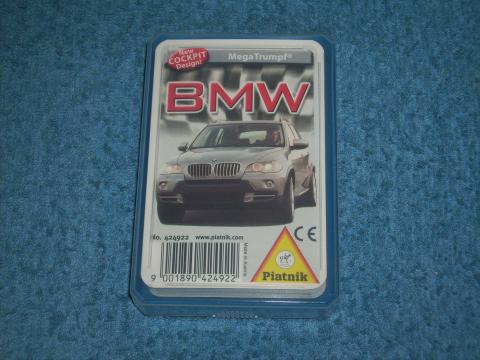 New
COCKPIT
Design!
MegaTrumpf®
BMW
No. 424922 www.piatnik.com
Made in Austria
9 001890 424922
CE
Piatnik